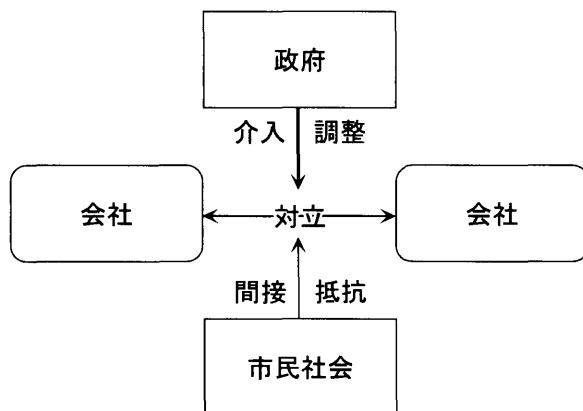 政府
介入 調整
会社 対立 会社
間接 抵抗
市民社会